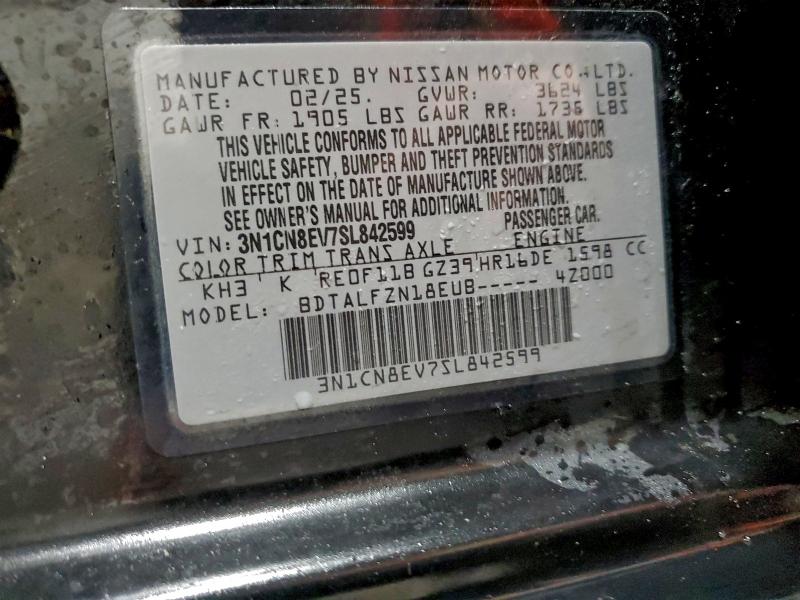 MANUFACTURED BY NISSAN MOTOR CO.,LTD.
DATE: 02/25. GVWR: 3624 LBS
GAWR FR: 1905 LBS GAWR RR: 1736 LBS
THIS VEHICLE CONFORMS TO ALL APPLICABLE FEDERAL MOTOR
VEHICLE SAFETY, BUMPER AND THEFT PREVENTION STANDARDS
IN EFFECT ON THE DATE OF MANUFACTURE SHOWN ABOVE.
SEE OWNER'S MANUAL FOR ADDITIONAL INFORMATION.
VIN: 3N1CN8EV7SL842599 PASSENGER CAR.
COLOR TRIM TRANS AXLE ENGINE
KH3 K RE0F11B GZ39 HR16DE 1598 CC
MODEL: BDTALFZN18EUB----- 42000
3N1CN8EV7SL842599